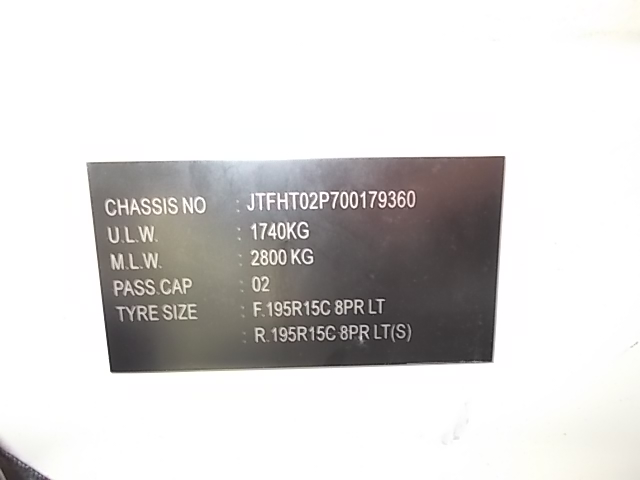 CHASSIS NO : JTFHT02P700179360
U.L.W. : 1740KG
M.L.W. : 2800 KG
PASS.CAP : 02
TYRE SIZE : F.195R15C 8PR LT
: R.195R15C 8PR LT(S)